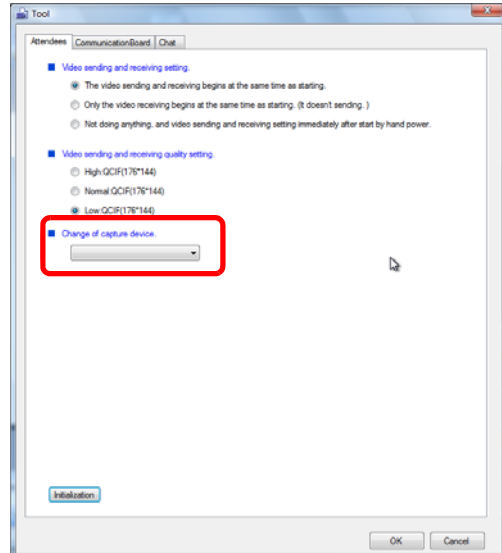 Tool
Attendees CommunicationBoard Chat
Video sending and receiving setting.
The video sending and receiving begins at the same time as starting.
Only the video receiving begins at the same time as starting. (It doesn't sending. )
Not doing anything, and video sending and receiving setting immediately after start by hand power.
Video sending and receiving quality setting.
High:QCIF(176*144)
Normal:QCIF(176*144)
Low:QCIF(176*144)
Change of capture device.
Initialization
OK Cancel